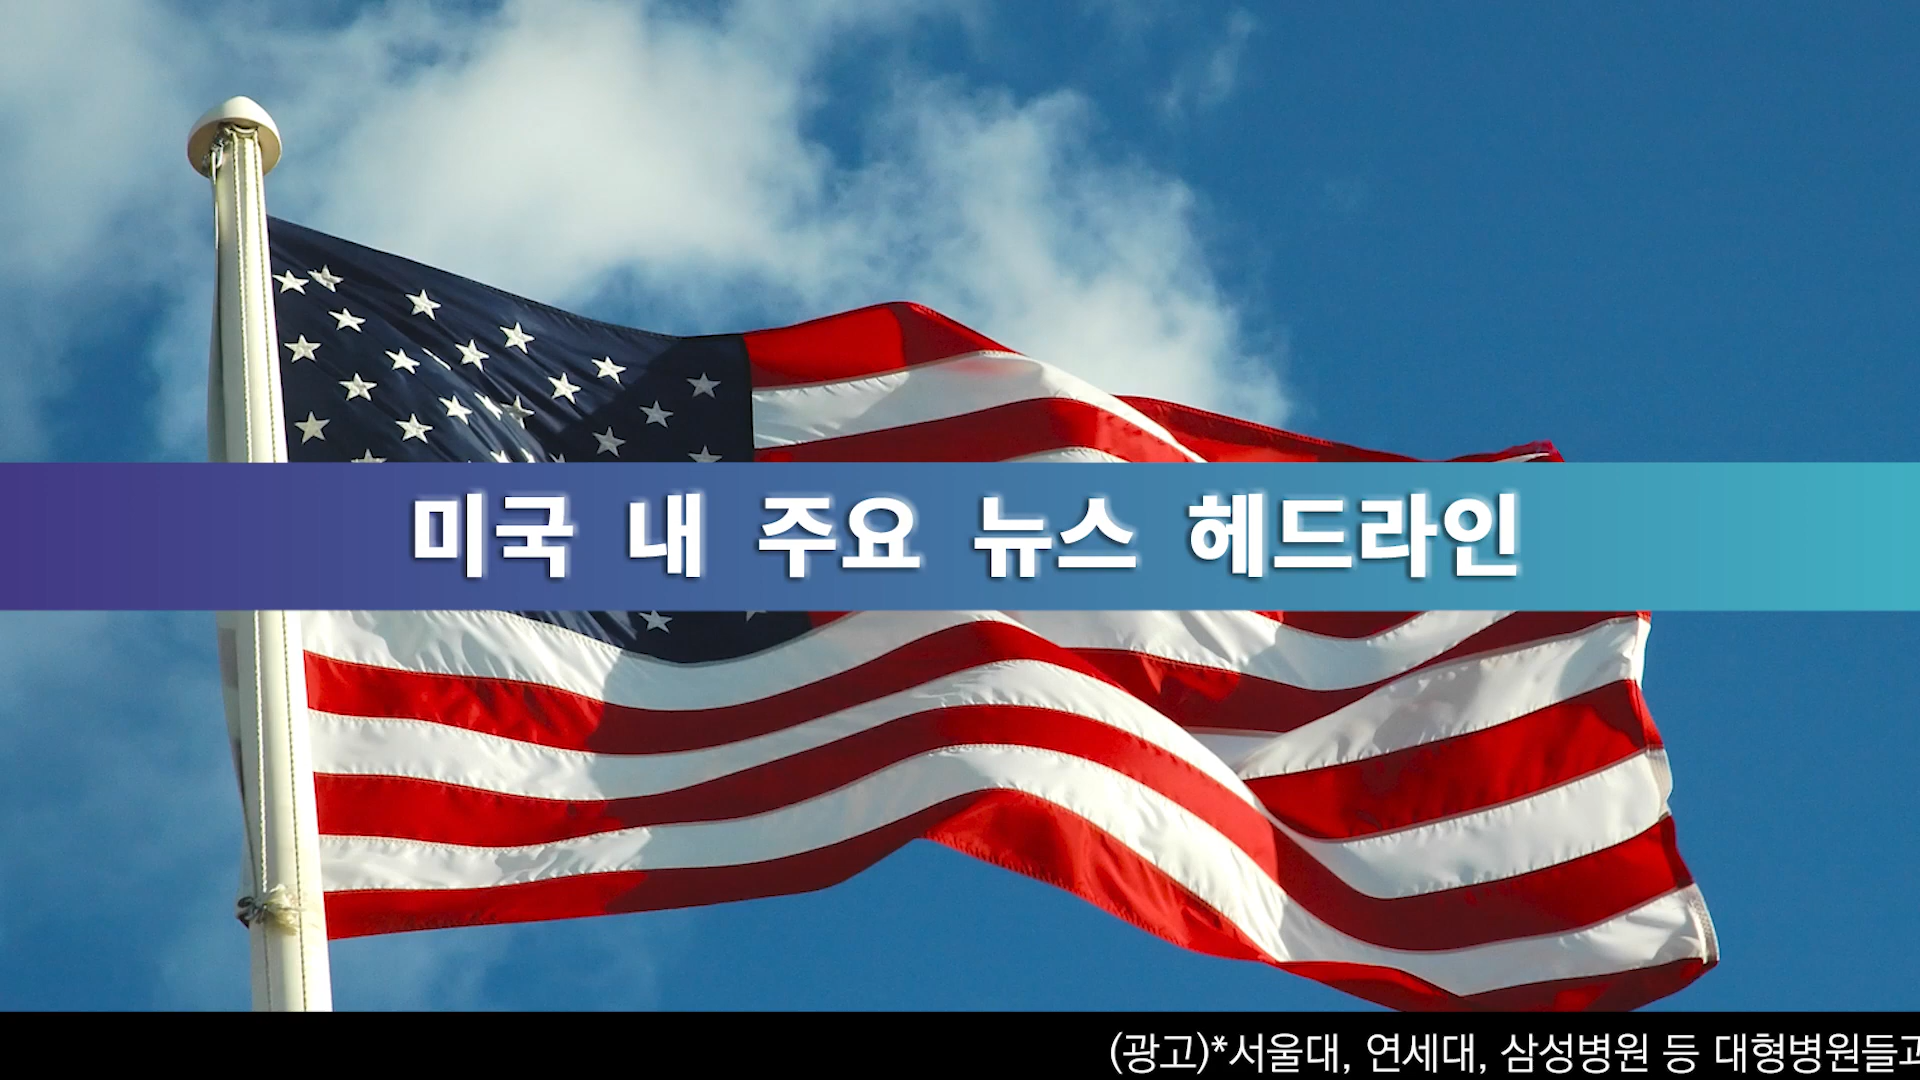 미국 내 주요 뉴스 헤드라인
(광고)*서울대, 연세대, 삼성병원 등 대형병원들과